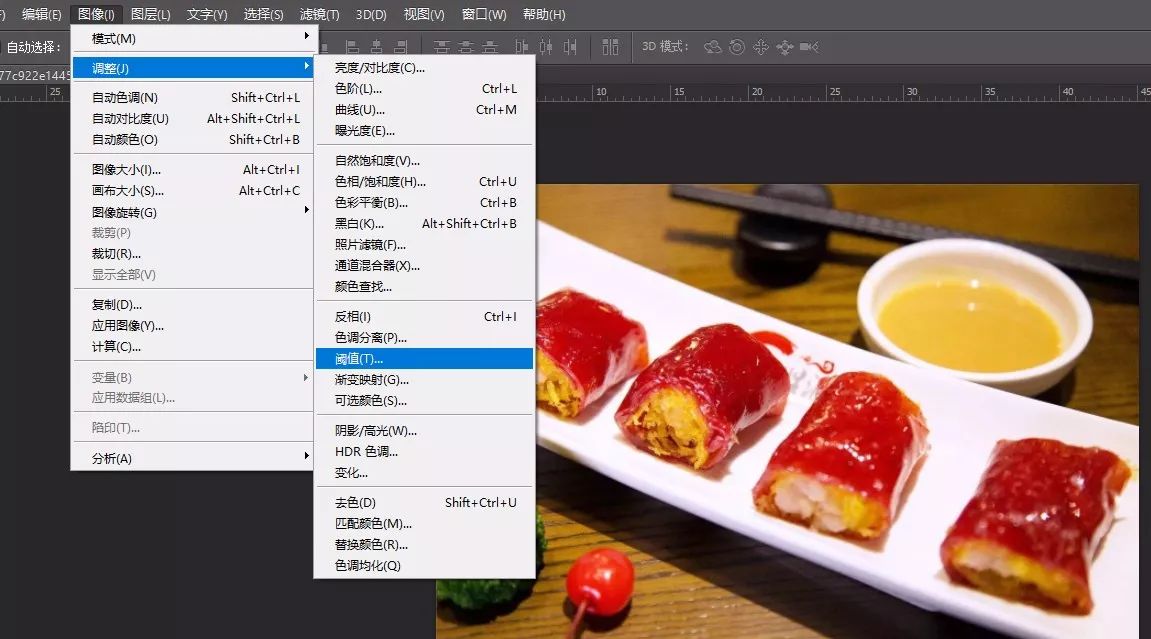 编辑(E) 图像(I) 图层(L) 文字(Y) 选择(S) 滤镜(T) 3D(D) 视图(V) 窗口(W) 帮助(H)
自动选择: 3D 模式:
77c922e1445
25 10 15 20 25 30 35 40 45
模式(M)
调整(J)
自动色调(N) Shift+Ctrl+L
自动对比度(U) Alt+Shift+Ctrl+L
自动颜色(O) Shift+Ctrl+B
图像大小(I)... Alt+Ctrl+I
画布大小(S)... Alt+Ctrl+C
图像旋转(G)
裁剪(P)
裁切(R)...
显示全部(V)
复制(D)...
应用图像(Y)...
计算(C)...
变量(B)
应用数据组(L)...
陷印(T)...
分析(A)
亮度/对比度(C)...
色阶(L)... Ctrl+L
曲线(U)... Ctrl+M
曝光度(E)...
自然饱和度(V)...
色相/饱和度(H)... Ctrl+U
色彩平衡(B)... Ctrl+B
黑白(K)... Alt+Shift+Ctrl+B
照片滤镜(F)...
通道混合器(X)...
颜色查找...
反相(I) Ctrl+I
色调分离(P)...
阈值(T)...
渐变映射(G)...
可选颜色(S)...
阴影/高光(W)...
HDR 色调...
变化...
去色(D) Shift+Ctrl+U
匹配颜色(M)...
替换颜色(R)...
色调均化(Q)